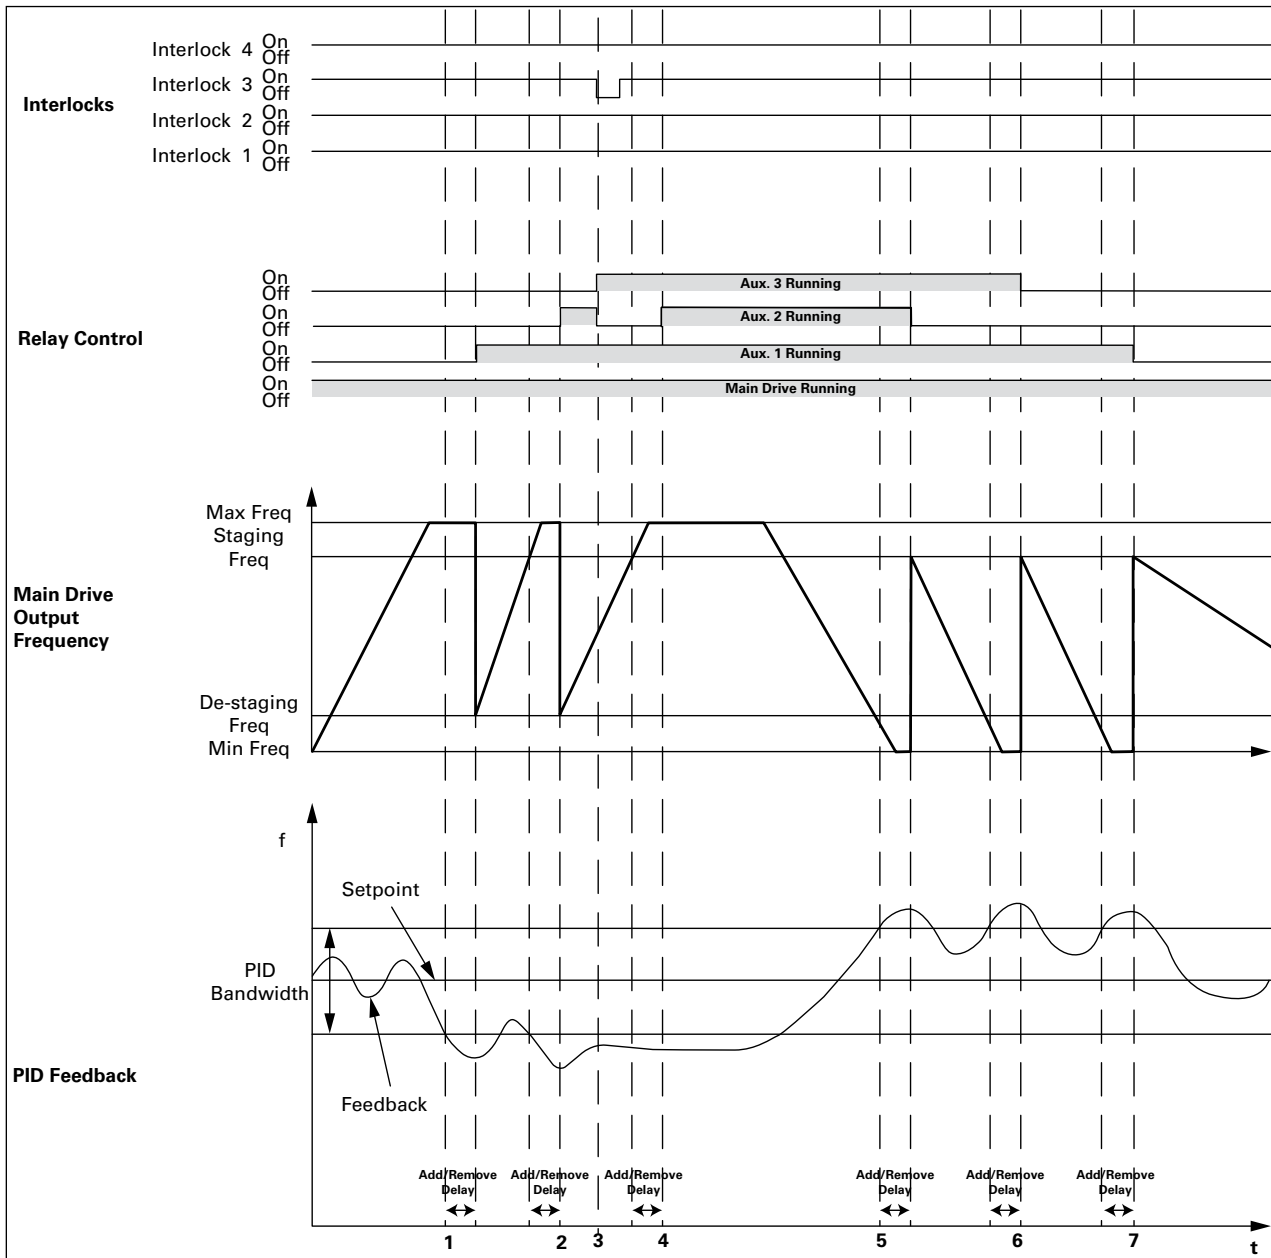 Interlocks
Interlock 4 On
Off
Interlock 3 On
Off
Interlock 2 On
Off
Interlock 1 On
Off
Relay Control
On
Off
Aux. 3 Running
On
Off
Aux. 2 Running
On
Off
Aux. 1 Running
On
Off
Main Drive Running
Main Drive
Output
Frequency
Max Freq
Staging
Freq
De-staging
Freq
Min Freq
f
Setpoint
PID
Bandwidth
PID Feedback
Feedback
Add/Remove
Delay
Add/Remove
Delay
Add/Remove
Delay
Add/Remove
Delay
Add/Remove
Delay
Add/Remove
Delay
1 2 3 4 5 6 7 t